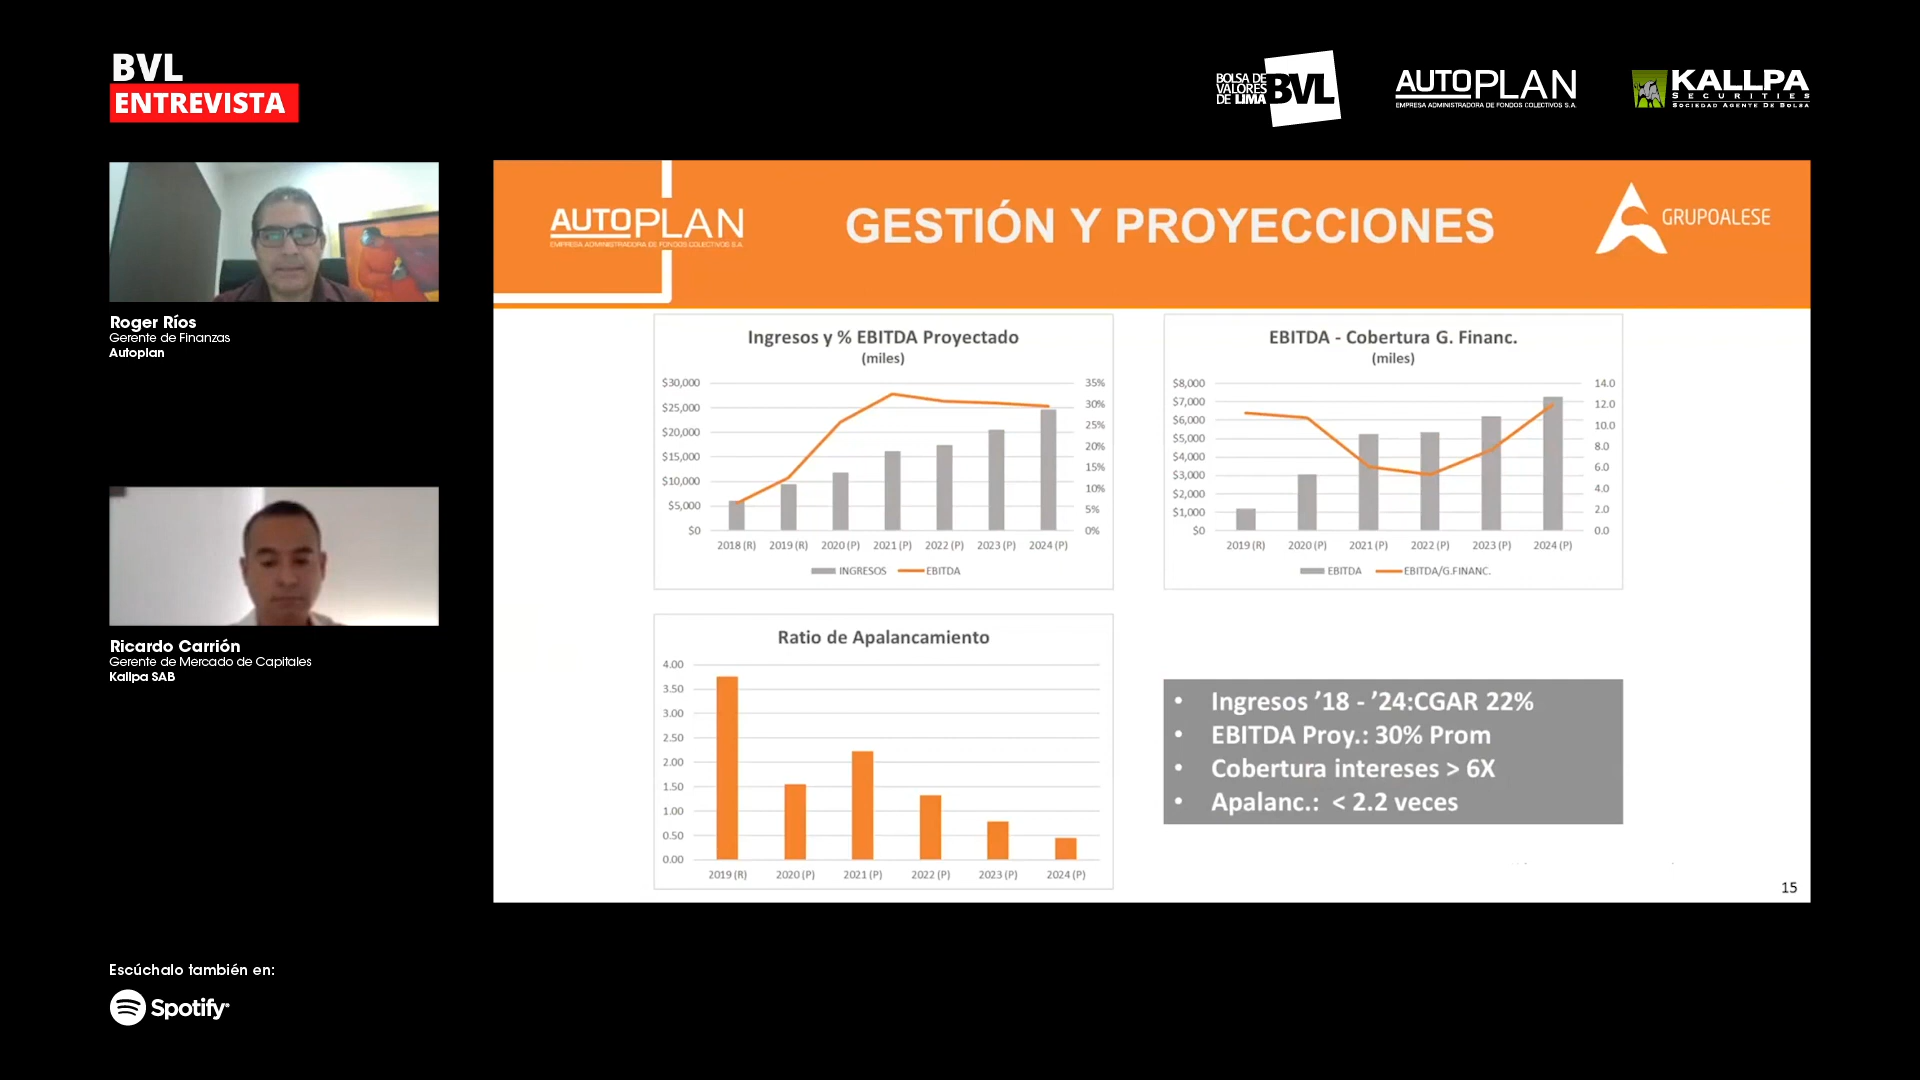 BVL
ENTREVISTA
BOLSA DE
VALORES
DE LIMA
BVL
AUTOPLAN
EMPRESA ADMINISTRADORA DE FONDOS COLECTIVOS S.A.
KALLPA
SECURITIES
SOCIEDAD AGENTE DE BOLSA
Roger Ríos
Gerente de Finanzas
Autoplan
Ricardo Carrión
Gerente de Mercado de Capitales
Kallpa SAB
AUTOPLAN
EMPRESA ADMINISTRADORA DE FONDOS COLECTIVOS S.A.
GESTIÓN Y PROYECCIONES
GRUPOALESE
Ingresos y % EBITDA Proyectado
(miles)
$30,000
$25,000
$20,000
$15,000
$10,000
$5,000
$0
35%
30%
25%
20%
15%
10%
5%
0%
2018 (R) 2019 (R) 2020 (P) 2021 (P) 2022 (P) 2023 (P) 2024 (P)
INGRESOS EBITDA
EBITDA - Cobertura G. Financ.
(miles)
$8,000
$7,000
$6,000
$5,000
$4,000
$3,000
$2,000
$1,000
$0
14.0
12.0
10.0
8.0
6.0
4.0
2.0
0.0
2019 (R) 2020 (P) 2021 (P) 2022 (P) 2023 (P) 2024 (P)
EBITDA EBITDA/G.FINANC.
Ratio de Apalancamiento
4.00
3.50
3.00
2.50
2.00
1.50
1.00
0.50
0.00
2019 (R) 2020 (P) 2021 (P) 2022 (P) 2023 (P) 2024 (P)
• Ingresos ’18 - ’24:CGAR 22%
• EBITDA Proy.: 30% Prom
• Cobertura intereses > 6X
• Apalanc.: < 2.2 veces
15
Escúchalo también en:
Spotify